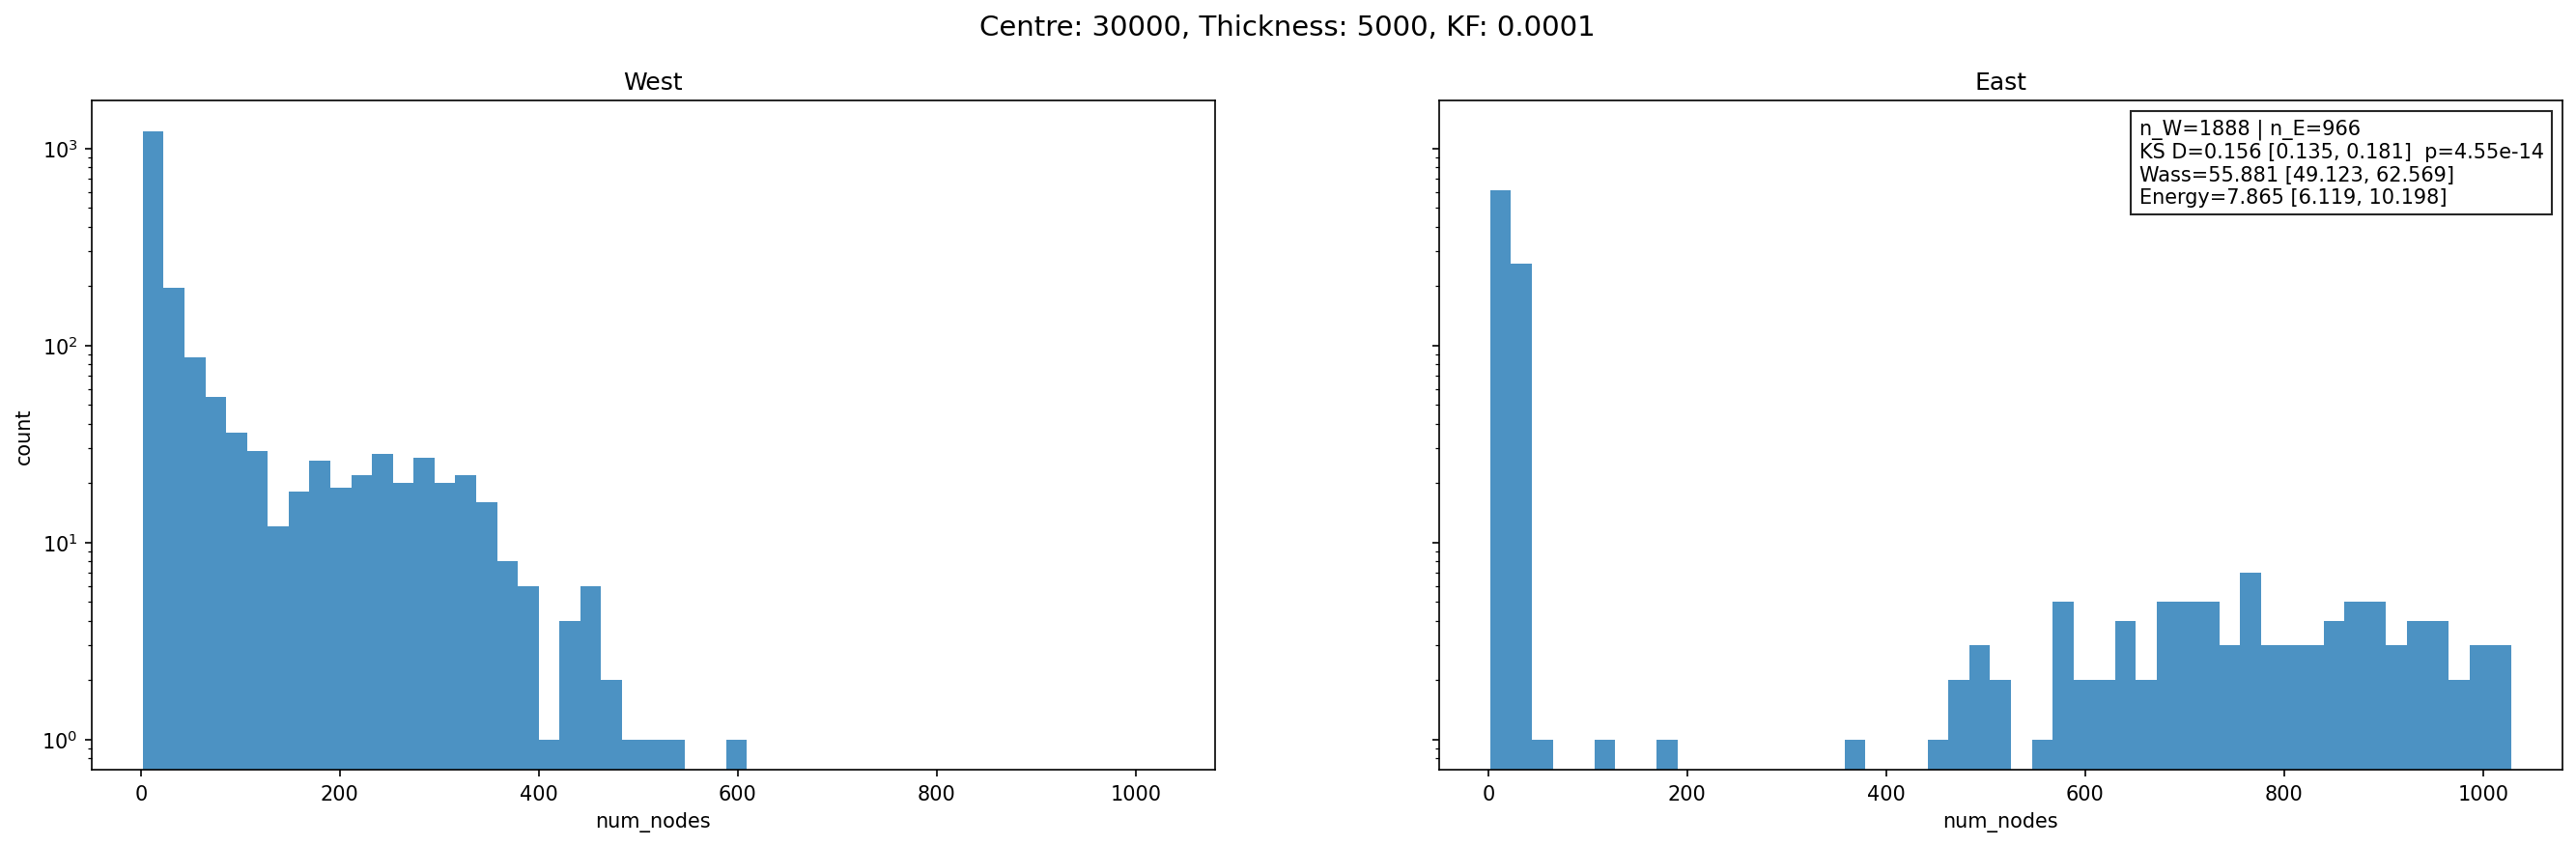 Centre: 30000, Thickness: 5000, KF: 0.0001
West
10³
10²
10¹
10⁰
count
0 200 400 600 800 1000
num_nodes
East
n_W=1888 | n_E=966
KS D=0.156 [0.135, 0.181] p=4.55e-14
Wass=55.881 [49.123, 62.569]
Energy=7.865 [6.119, 10.198]
0 200 400 600 800 1000
num_nodes